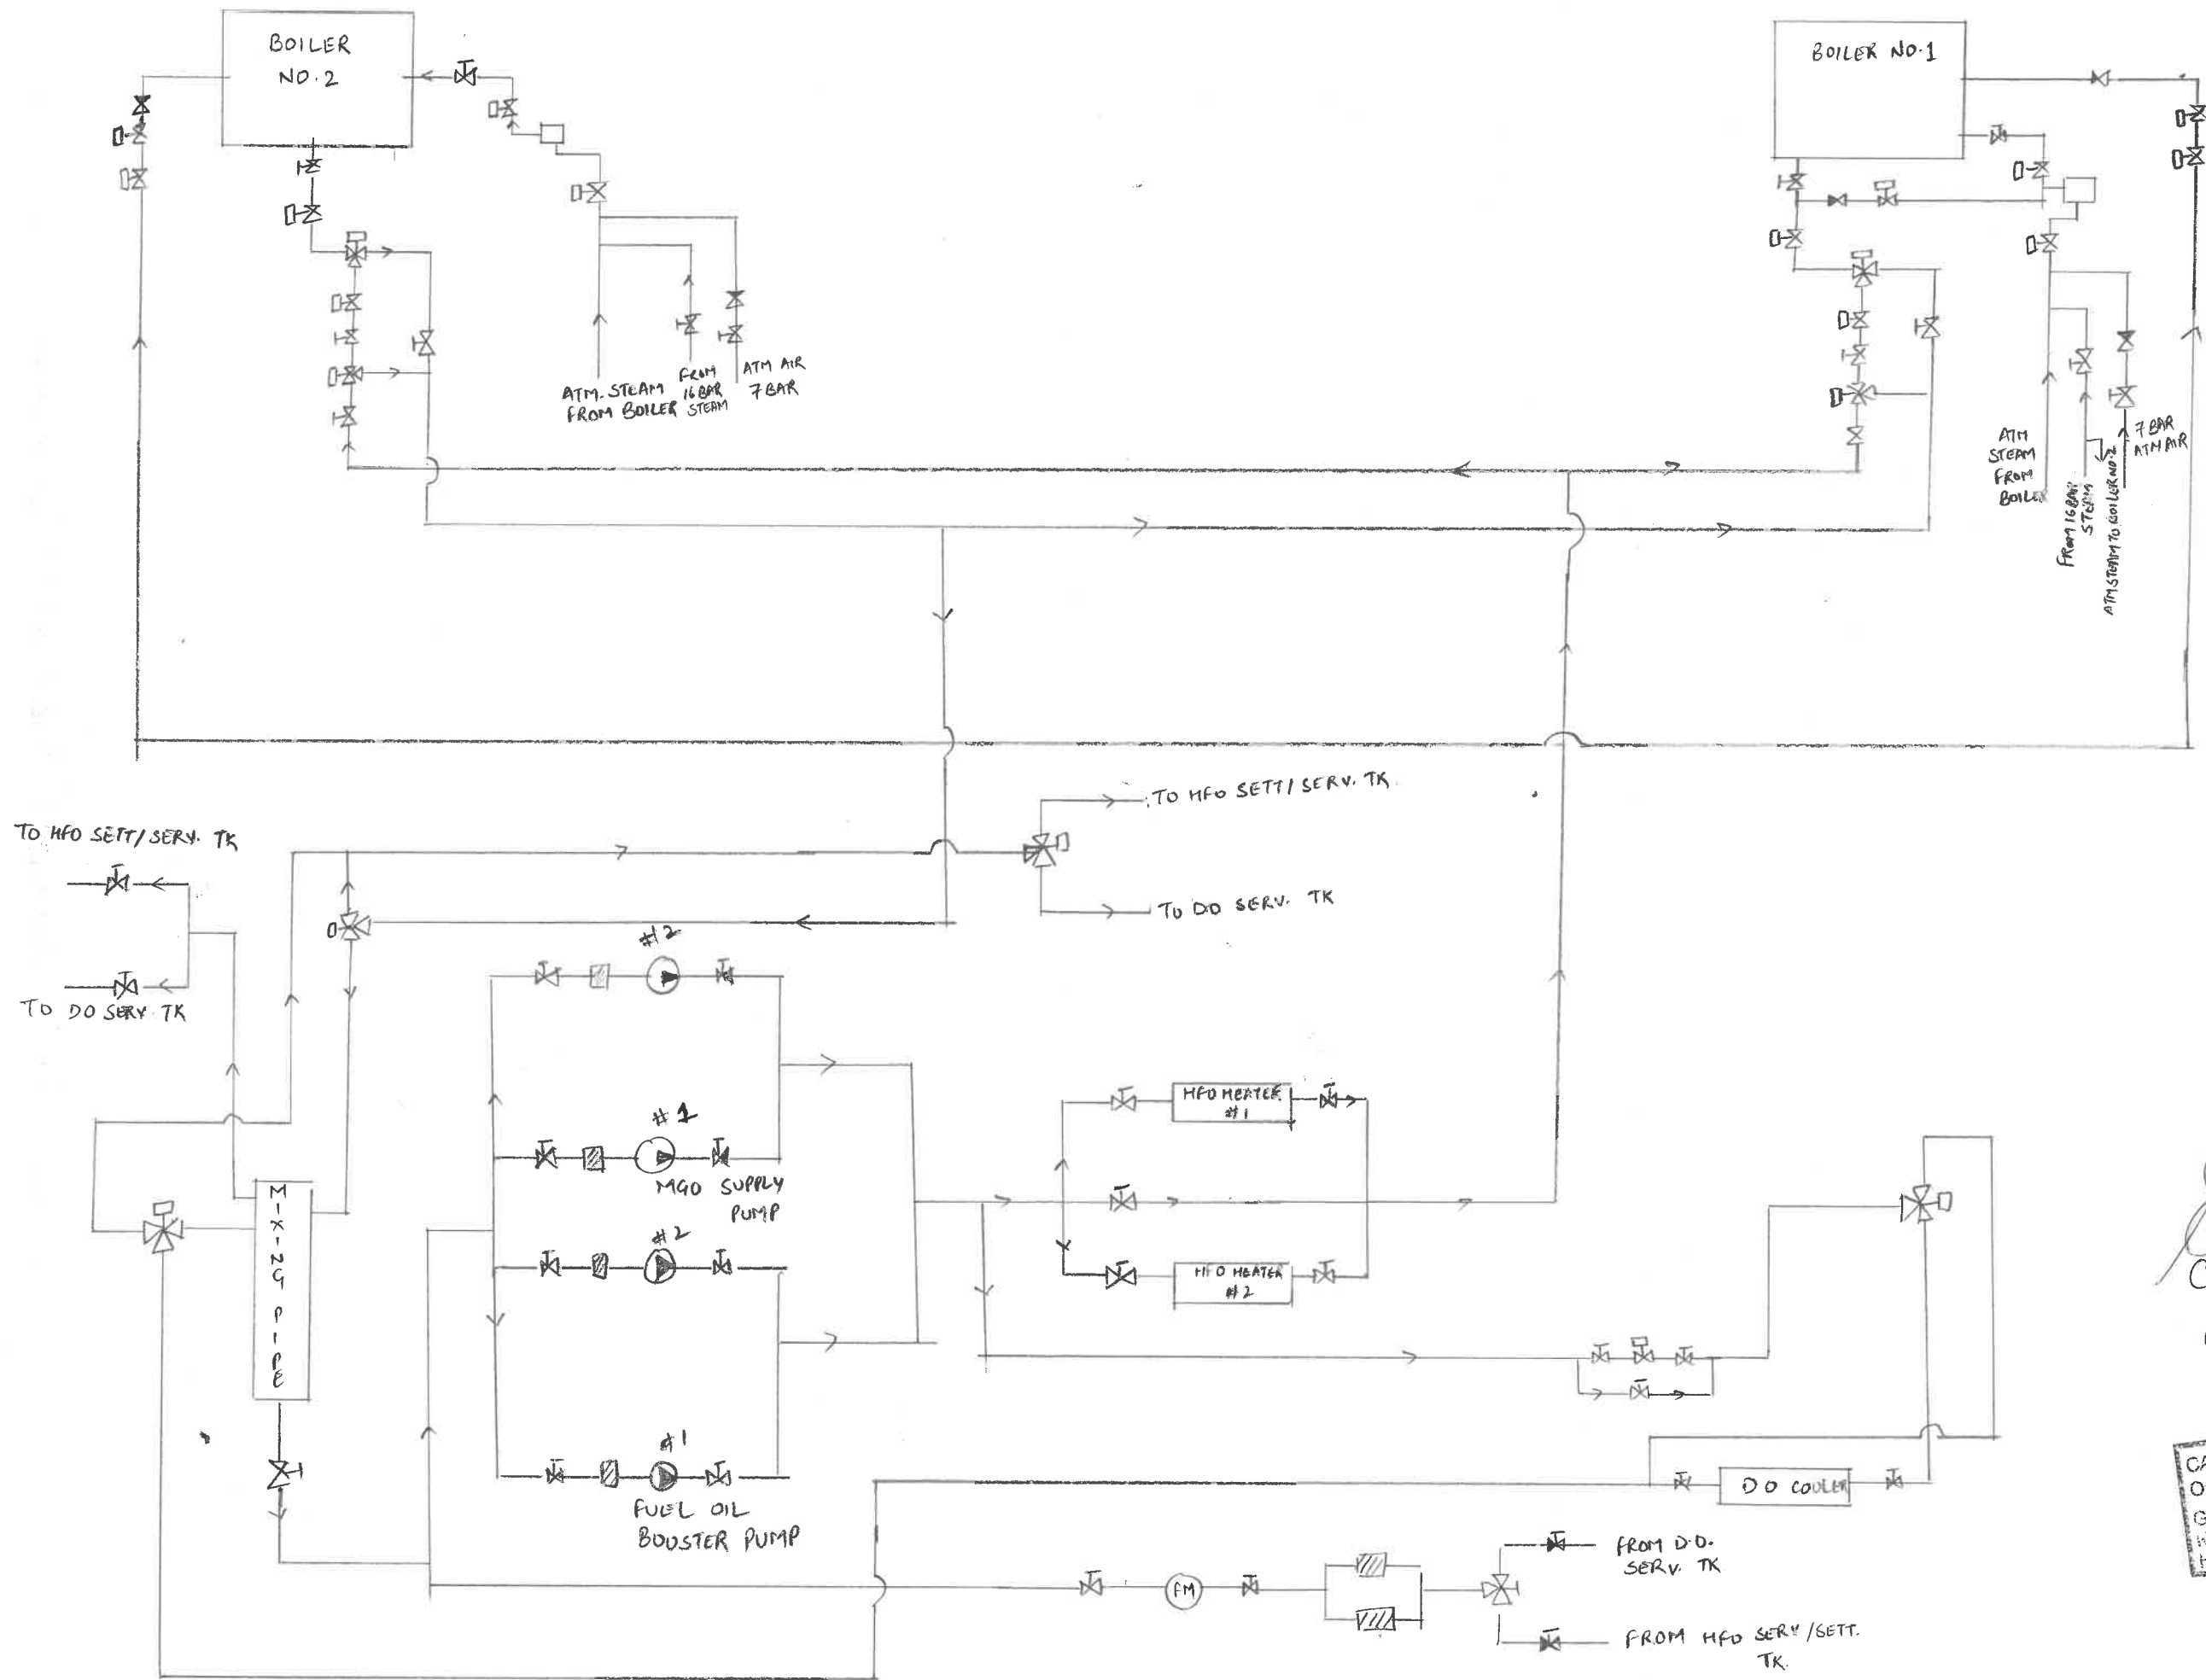 BOILER
NO.2
BOILER NO.1
ATM. STEAM
FROM BOILER
FROM
16 BAR
STEAM
ATM AIR
7 BAR
ATM
STEAM
FROM
BOILER
FROM 16 BAR
STEAM
ATM STEAM TO BOILER NO.2
7 BAR
ATM AIR
TO HFO SETT/SERV. TK
TO HFO SETT/SERV. TK
TO DO SERV. TK
TO DO SERV. TK
#2
#1
MGO SUPPLY
PUMP
#2
#1
FUEL OIL
BOOSTER PUMP
MIXING PIPE
HFO HEATER
#1
HFO HEATER
#2
DO COOLER
FM
FROM D.O.
SERV. TK
FROM HFO SERV/SETT.
TK.